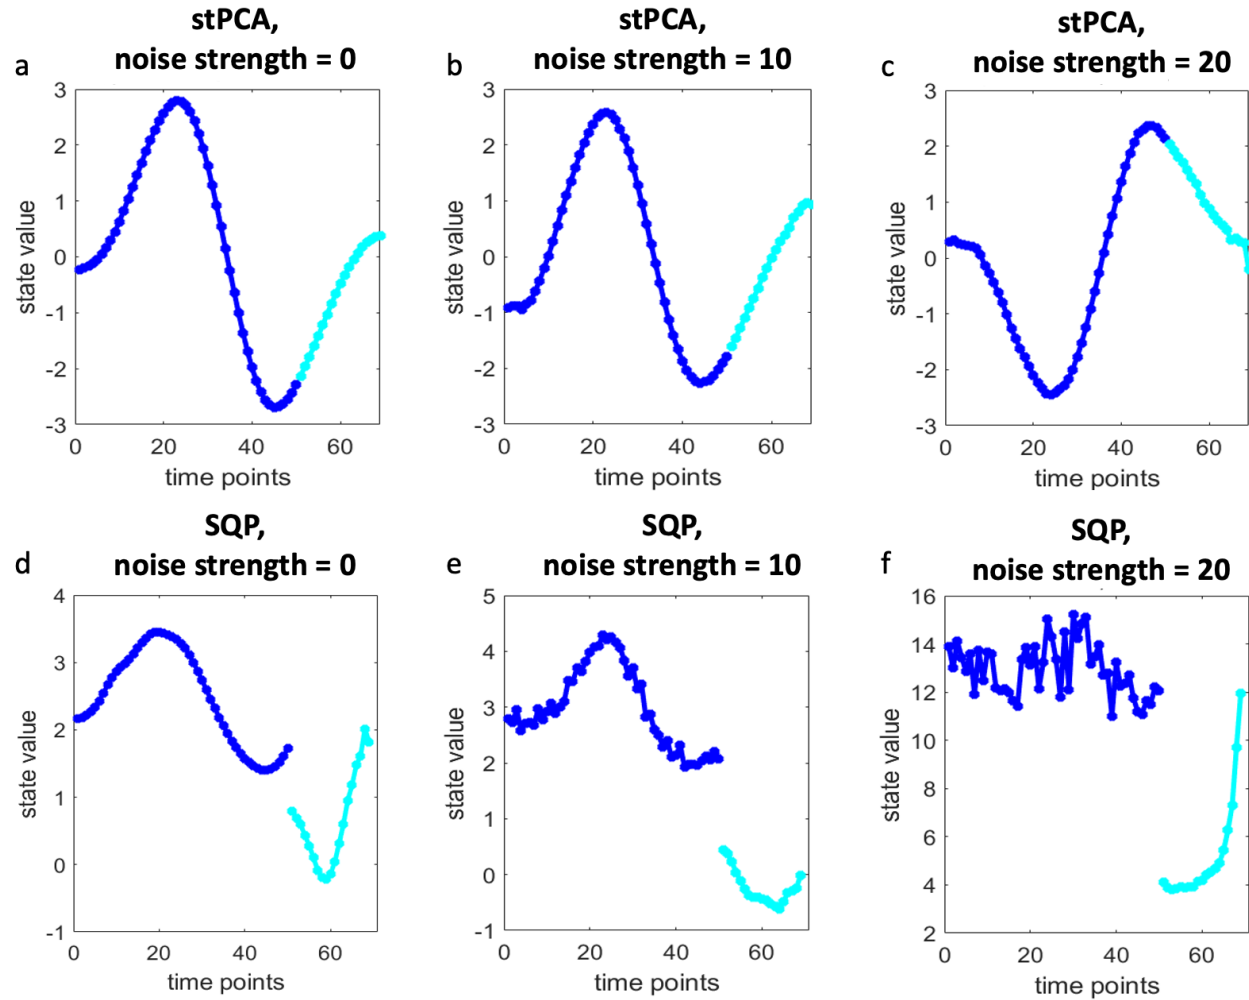 stPCA,
noise strength = 0
a
3
2
1
0
-1
-2
-3
state value
0
20
40
60
time points
stPCA,
noise strength = 10
b
3
2
1
0
-1
-2
-3
state value
0
20
40
60
time points
stPCA,
noise strength = 20
c
3
2
1
0
-1
-2
-3
state value
0
20
40
60
time points
SQP,
noise strength = 0
d
4
3
2
1
0
-1
state value
0
20
40
60
time points
SQP,
noise strength = 10
e
5
4
3
2
1
0
-1
state value
0
20
40
60
time points
SQP,
noise strength = 20
f
16
14
12
10
8
6
4
2
state value
0
20
40
60
time points